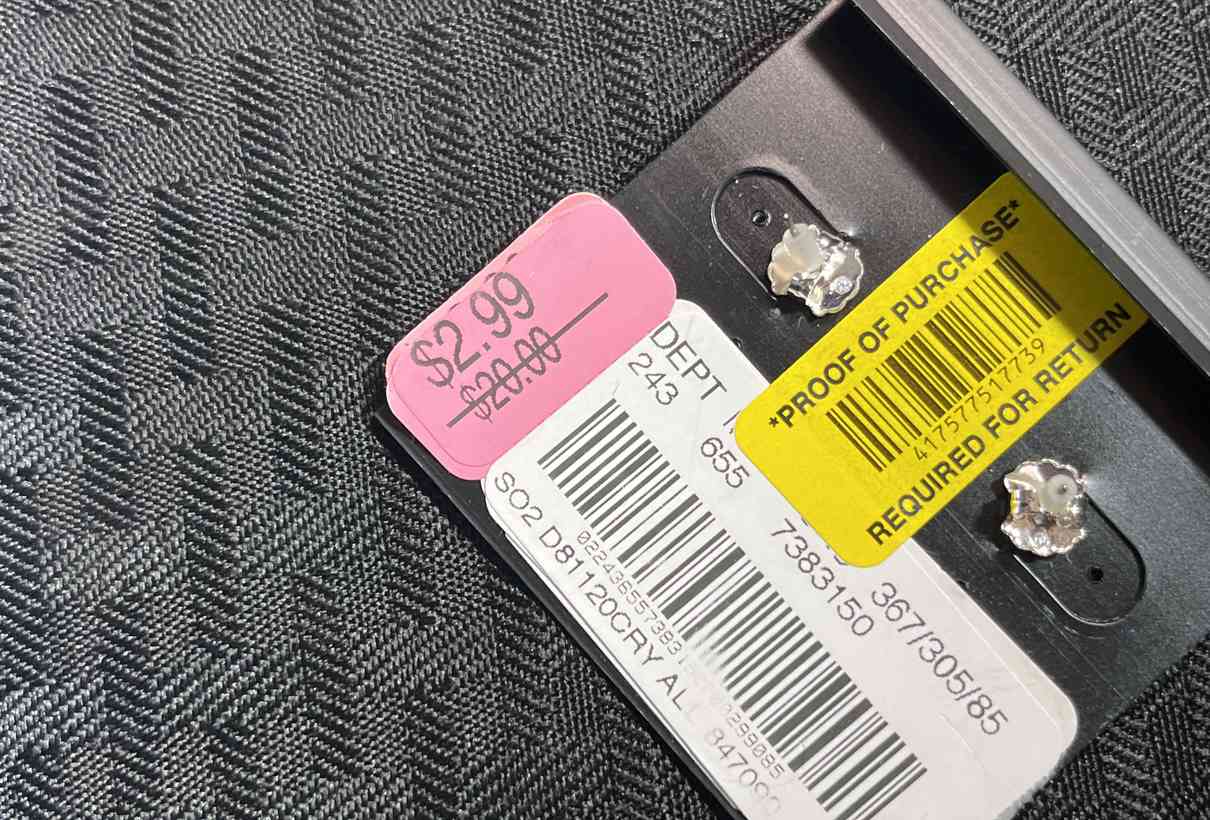 $2.99
$20.00
DEPT
243
655
7383150
367/305/85
SO2 D81120CRY AL
*PROOF OF PURCHASE*
417577517739
REQUIRED FOR RETURN